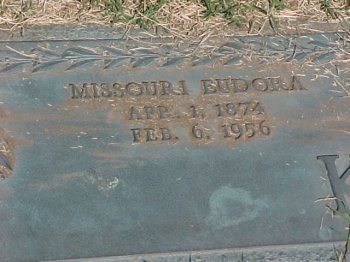 MISSOURI EUDORA
APR. 1, 1874
FEB. 6, 1956
K